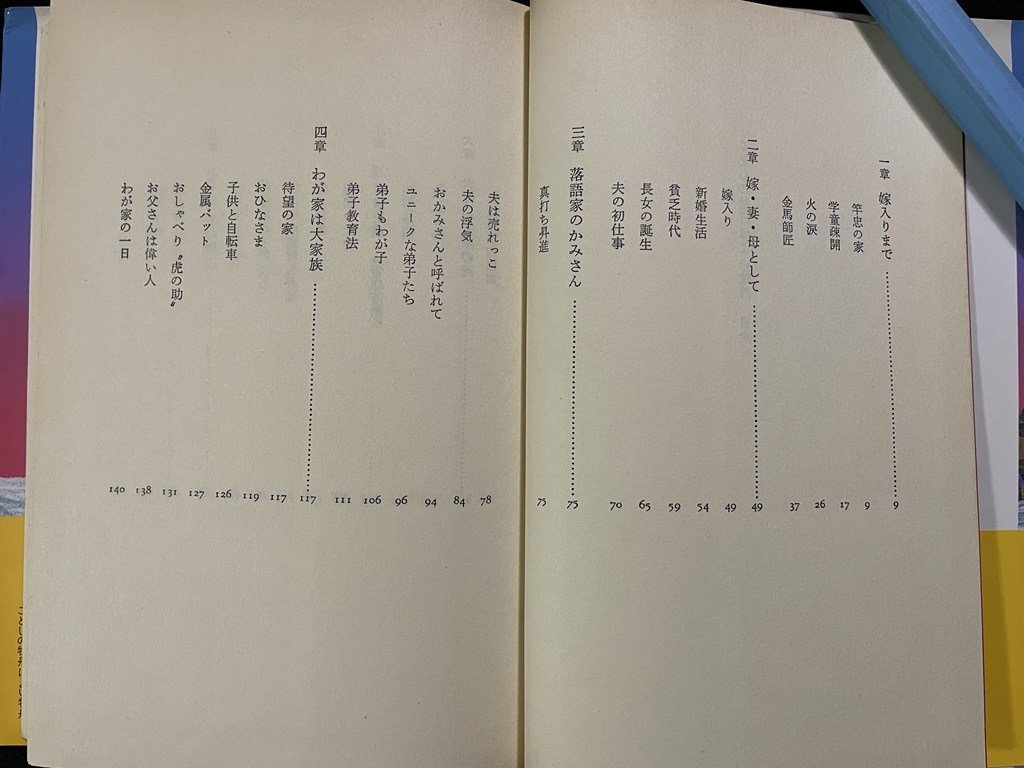 一章 嫁入りまで 9
竿忠の家 9
学童疎開 17
火の涙 26
金馬師匠 37
二章 嫁・妻・母として 49
嫁入り 49
新婚生活 54
貧乏時代 59
長女の誕生 65
夫の初仕事 70
三章 落語家のかみさん 75
真打ち昇進 75
夫は売れっこ 78
夫の浮気 84
おかみさんと呼ばれて 94
ユニークな弟子たち 96
弟子もわが子 106
弟子教育法 111
四章 わが家は大家族 117
待望の家 117
おひなさま 119
子供と自転車 126
金属バット 127
おしゃべり〝虎の助〟 131
お父さんは偉い人 138
わが家の一日 140